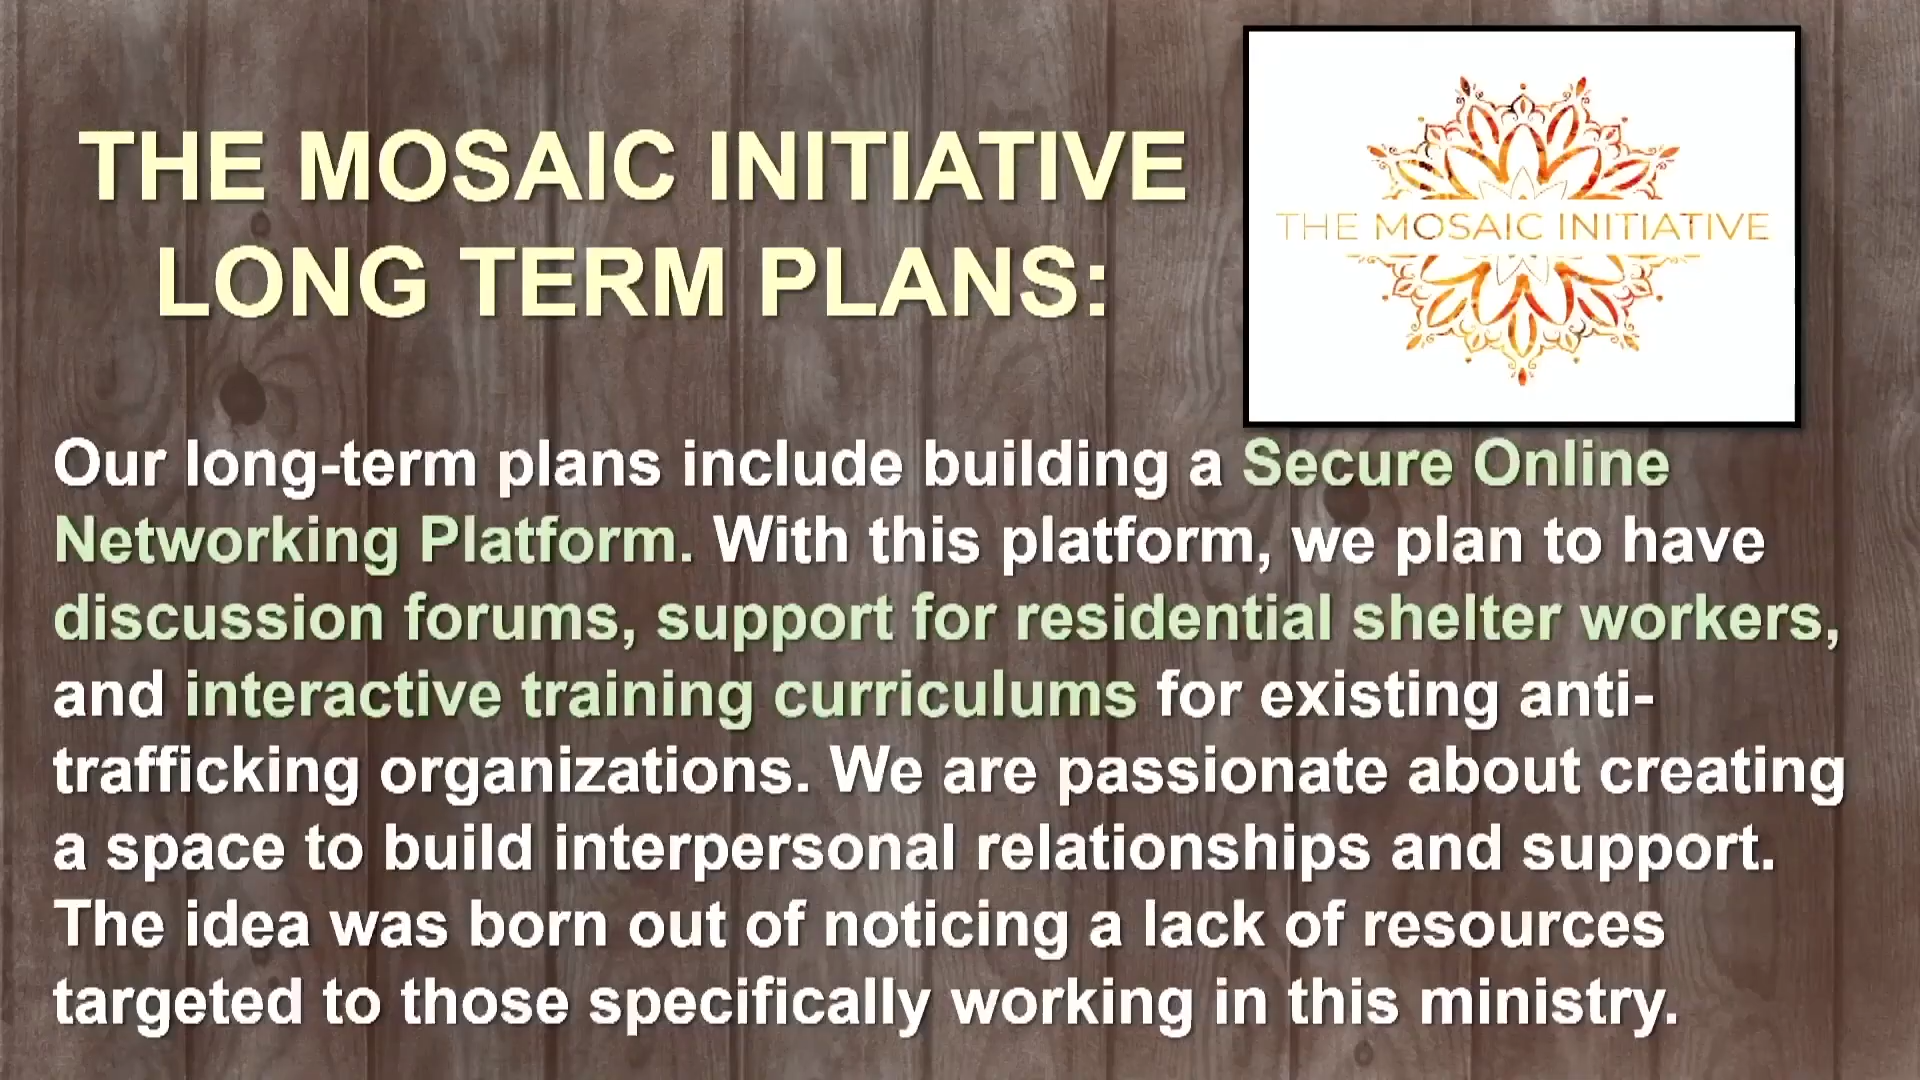 THE MOSAIC INITIATIVE
LONG TERM PLANS:
THE MOSAIC INITIATIVE
Our long-term plans include building a Secure Online
Networking Platform. With this platform, we plan to have
discussion forums, support for residential shelter workers,
and interactive training curriculums for existing anti-
trafficking organizations. We are passionate about creating
a space to build interpersonal relationships and support.
The idea was born out of noticing a lack of resources
targeted to those specifically working in this ministry.